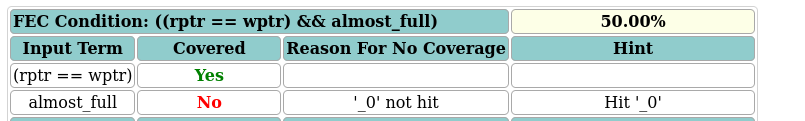 FEC Condition: ((rptr == wptr) && almost_full) 50.00%
Input Term Covered Reason For No Coverage Hint
(rptr == wptr) Yes
almost_full No '_0' not hit Hit '_0'